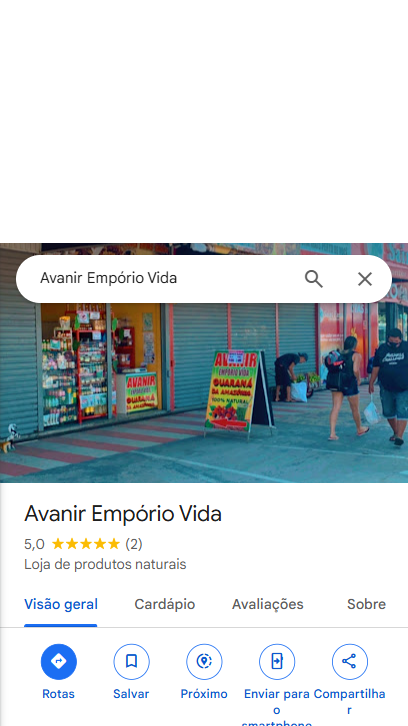 Avanir Empório Vida
AVANIR
EMPÓRIO VIDA
GUARANÁ
DA AMAZÔNIA
100% NATURAL
AVANIR
GUARANÁ
DA AMAZÔNIA
Avanir Empório Vida
5,0 (2)
Loja de produtos naturais
Visão geral Cardápio Avaliações Sobre
Rotas Salvar Próximo Enviar para Compartilha
o r
smartphone